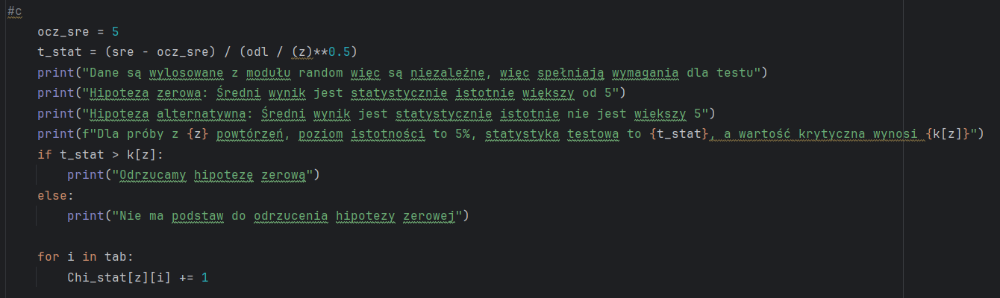 #c
ocz_sre = 5
t_stat = (sre - ocz_sre) / (odl / (z)**0.5)
print("Dane są wylosowane z modułu random więc są niezależne, więc spełniają wymagania dla testu")
print("Hipoteza zerowa: Średni wynik jest statystycznie istotnie większy od 5")
print("Hipoteza alternatywna: Średni wynik jest statystycznie istotnie nie jest wiekszy 5")
print(f"Dla próby z {z} powtórzeń, poziom istotności to 5%, statystyka testowa to {t_stat}, a wartość krytyczna wynosi {k[z]}")
if t_stat > k[z]:
print("Odrzucamy hipotezę zerową")
else:
print("Nie ma podstaw do odrzucenia hipotezy zerowej")
for i in tab:
Chi_stat[z][i] += 1